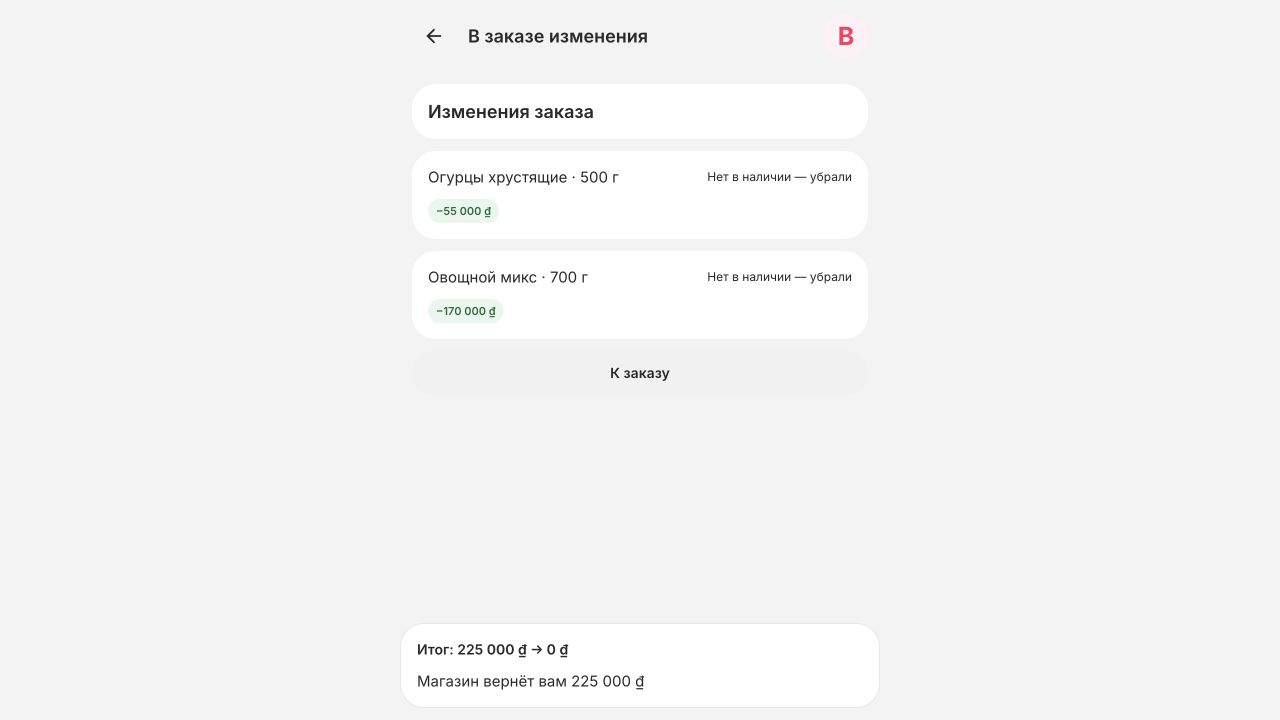 В заказе изменения
B
Изменения заказа
Огурцы хрустящие · 500 г
Нет в наличии — убрали
−55 000 ₫
Овощной микс · 700 г
Нет в наличии — убрали
−170 000 ₫
К заказу
Итог: 225 000 ₫ → 0 ₫
Магазин вернёт вам 225 000 ₫